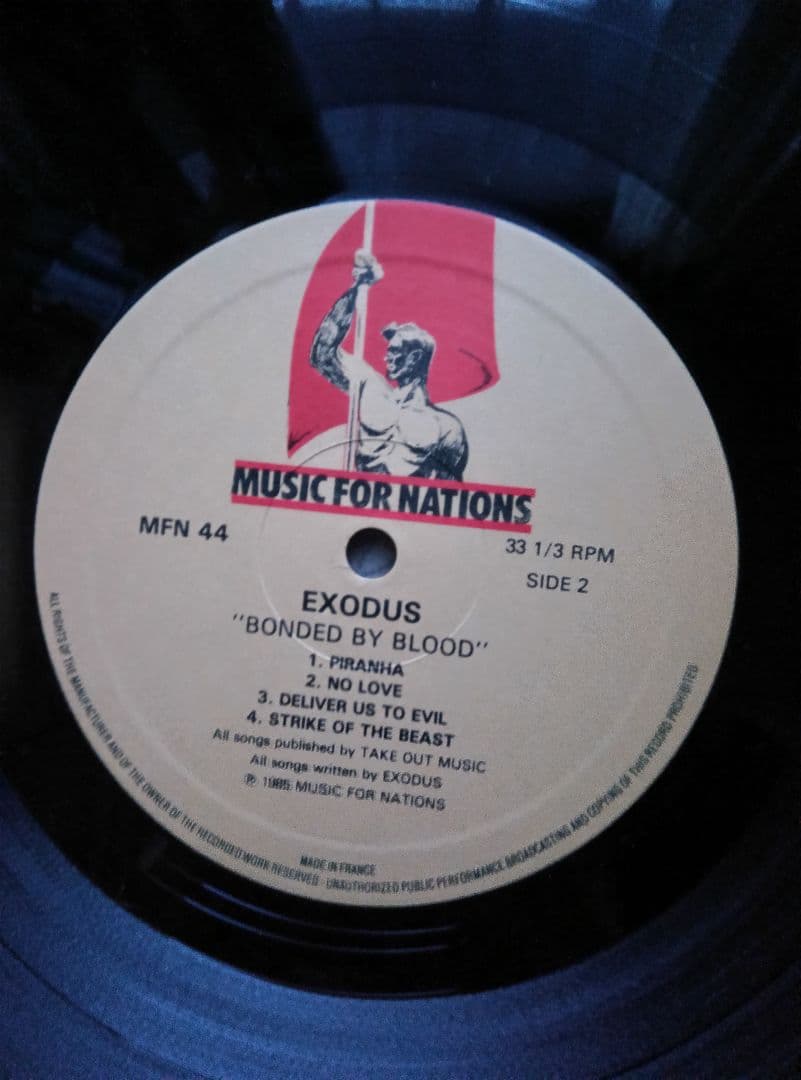 MUSIC FOR NATIONS
MFN 44
33 1/3 RPM
SIDE 2
EXODUS
"BONDED BY BLOOD"
1. PIRANHA
2. NO LOVE
3. DELIVER US TO EVIL
4. STRIKE OF THE BEAST
All songs published by TAKE OUT MUSIC
All songs written by EXODUS
℗ 1985 MUSIC FOR NATIONS
MADE IN FRANCE
ALL RIGHTS OF THE MANUFACTURER AND OF THE OWNER OF THE RECORDED WORK RESERVED - UNAUTHORIZED PUBLIC PERFORMANCE BROADCASTING AND COPYING OF THIS RECORD PROHIBITED